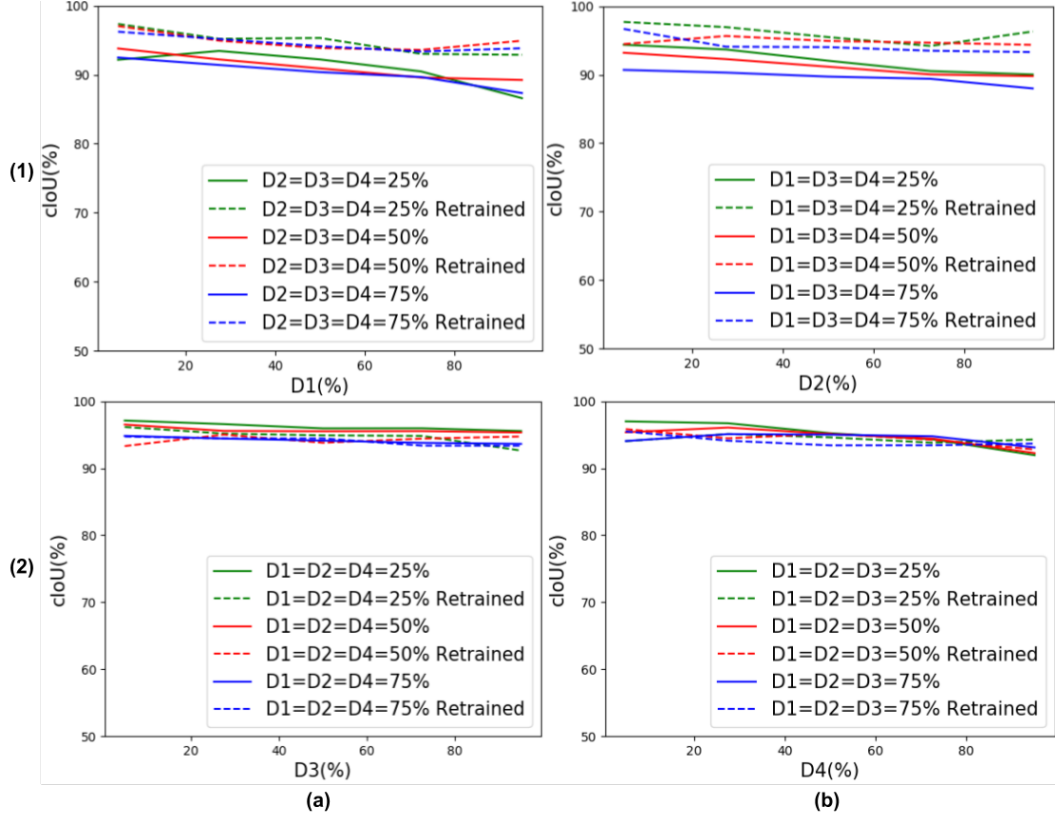 100
90
80
70
60
50
cIoU(%)
(1)
D2=D3=D4=25%
D2=D3=D4=25% Retrained
D2=D3=D4=50%
D2=D3=D4=50% Retrained
D2=D3=D4=75%
D2=D3=D4=75% Retrained
20
40
60
80
D1(%)
100
90
80
70
60
50
cIoU(%)
D1=D3=D4=25%
D1=D3=D4=25% Retrained
D1=D3=D4=50%
D1=D3=D4=50% Retrained
D1=D3=D4=75%
D1=D3=D4=75% Retrained
20
40
60
80
D2(%)
100
90
80
70
60
50
cIoU(%)
(2)
D1=D2=D4=25%
D1=D2=D4=25% Retrained
D1=D2=D4=50%
D1=D2=D4=50% Retrained
D1=D2=D4=75%
D1=D2=D4=75% Retrained
20
40
60
80
D3(%)
(a)
100
90
80
70
60
50
cIoU(%)
D1=D2=D3=25%
D1=D2=D3=25% Retrained
D1=D2=D3=50%
D1=D2=D3=50% Retrained
D1=D2=D3=75%
D1=D2=D3=75% Retrained
20
40
60
80
D4(%)
(b)